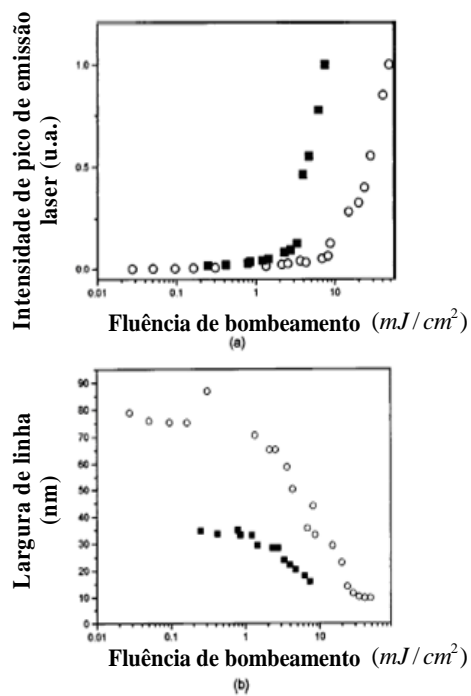 Intensidade de pico de emissão
laser (u.a.)
1.0
0.5
0.0
0.01
0.1
1
10
Fluência de bombeamento (mJ/cm²)
(a)
Largura de linha
(nm)
90
80
70
60
50
40
30
20
10
0
0.01
0.1
1
10
Fluência de bombeamento (mJ/cm²)
(b)